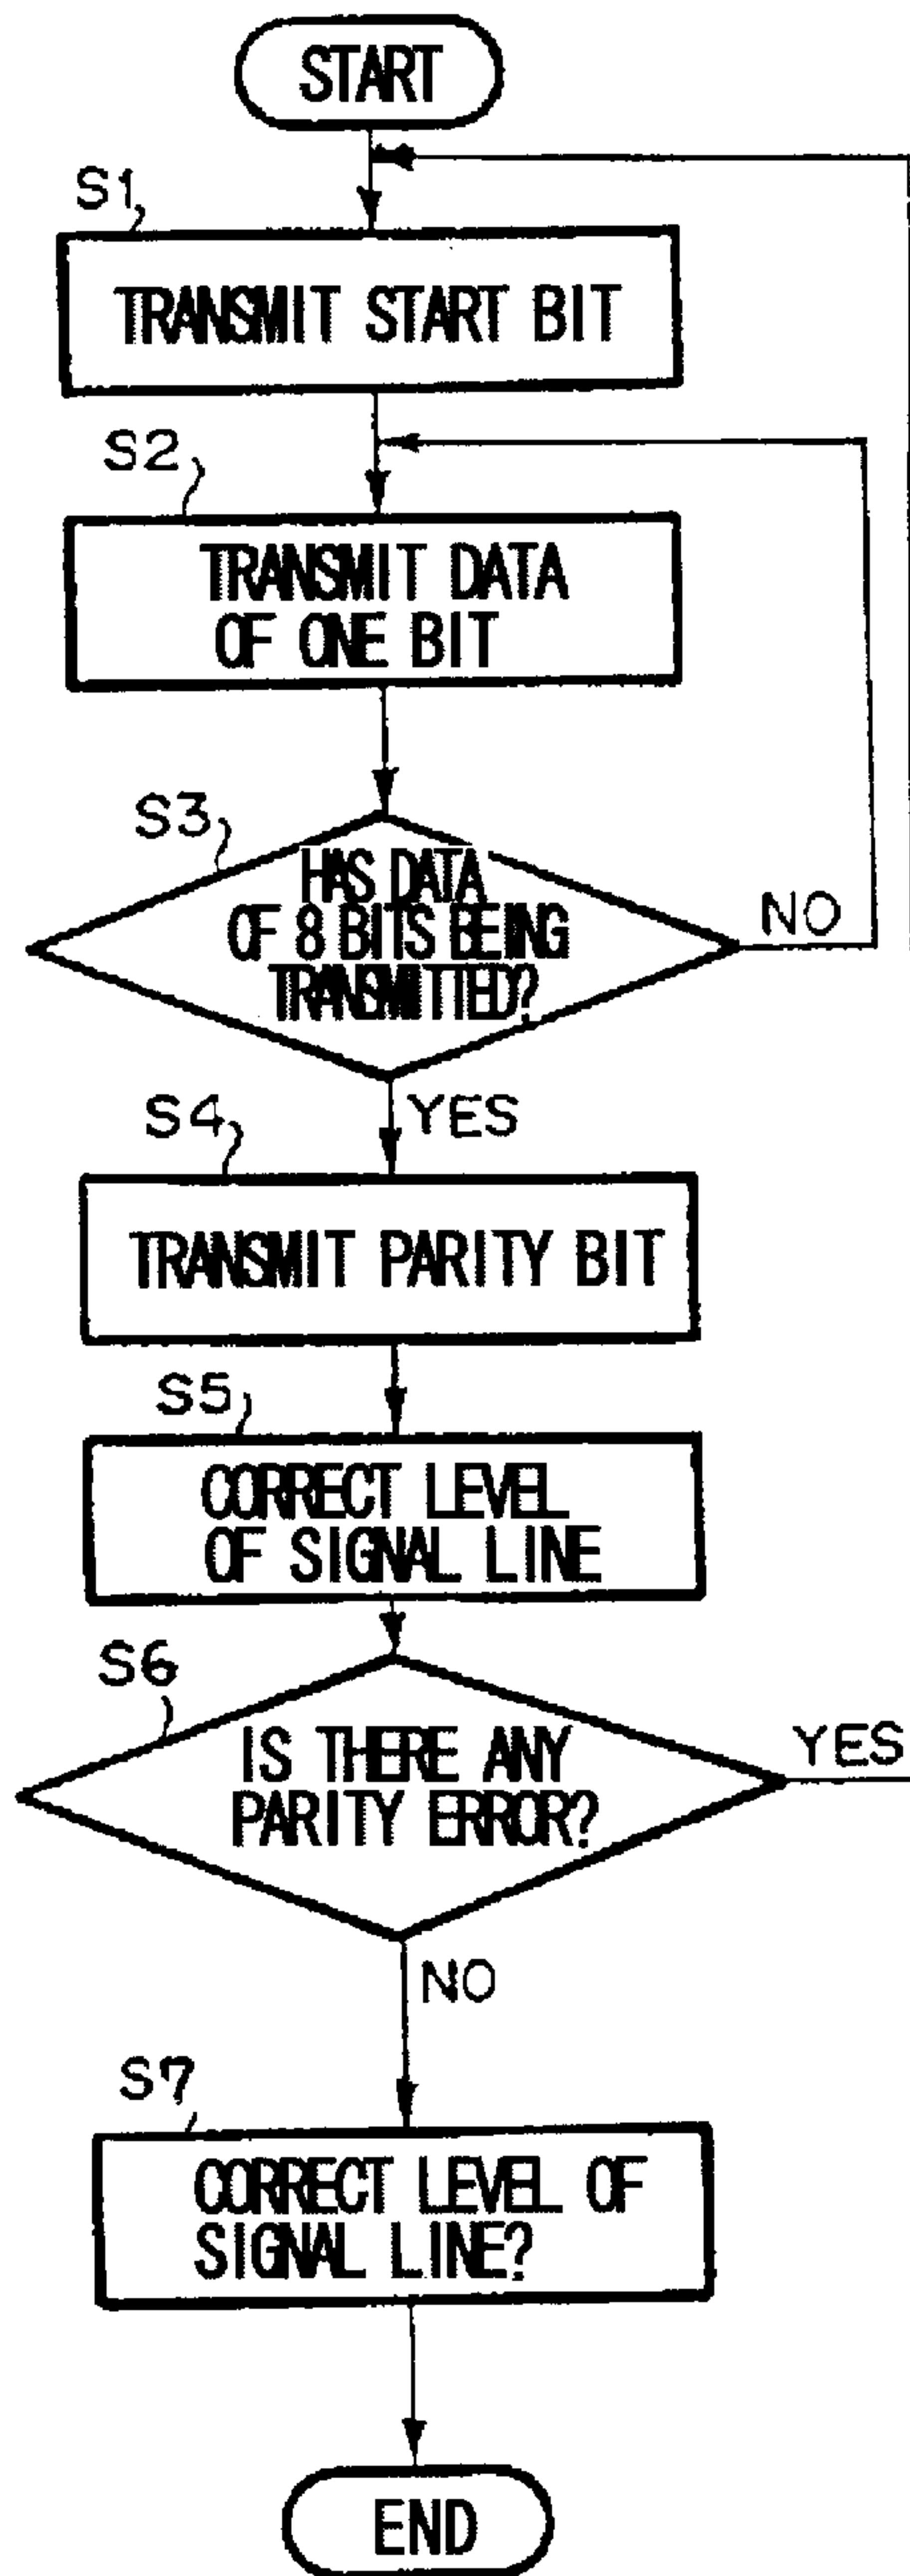 START
S1
TRANSMIT START BIT
S2
TRANSMIT DATA
OF ONE BIT
S3
HAS DATA
OF 8 BITS BEING
TRANSMITTED?
NO
YES
S4
TRANSMIT PARITY BIT
S5
CORRECT LEVEL
OF SIGNAL LINE
S6
IS THERE ANY
PARITY ERROR?
YES
NO
S7
CORRECT LEVEL OF
SIGNAL LINE?
END